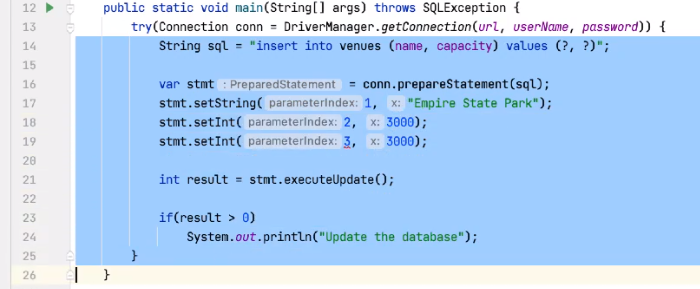 12 public static void main(String[] args) throws SQLException {
13 try(Connection conn = DriverManager.getConnection(url, userName, password)) {
14 String sql = "insert into venues (name, capacity) values (?, ?)";
15
16 var stmt : PreparedStatement = conn.prepareStatement(sql);
17 stmt.setString( parameterIndex: 1, x: "Empire State Park");
18 stmt.setInt( parameterIndex: 2, x: 3000);
19 stmt.setInt( parameterIndex: 3, x: 3000);
20
21 int result = stmt.executeUpdate();
22
23 if(result > 0)
24 System.out.println("Update the database");
25 }
26 }